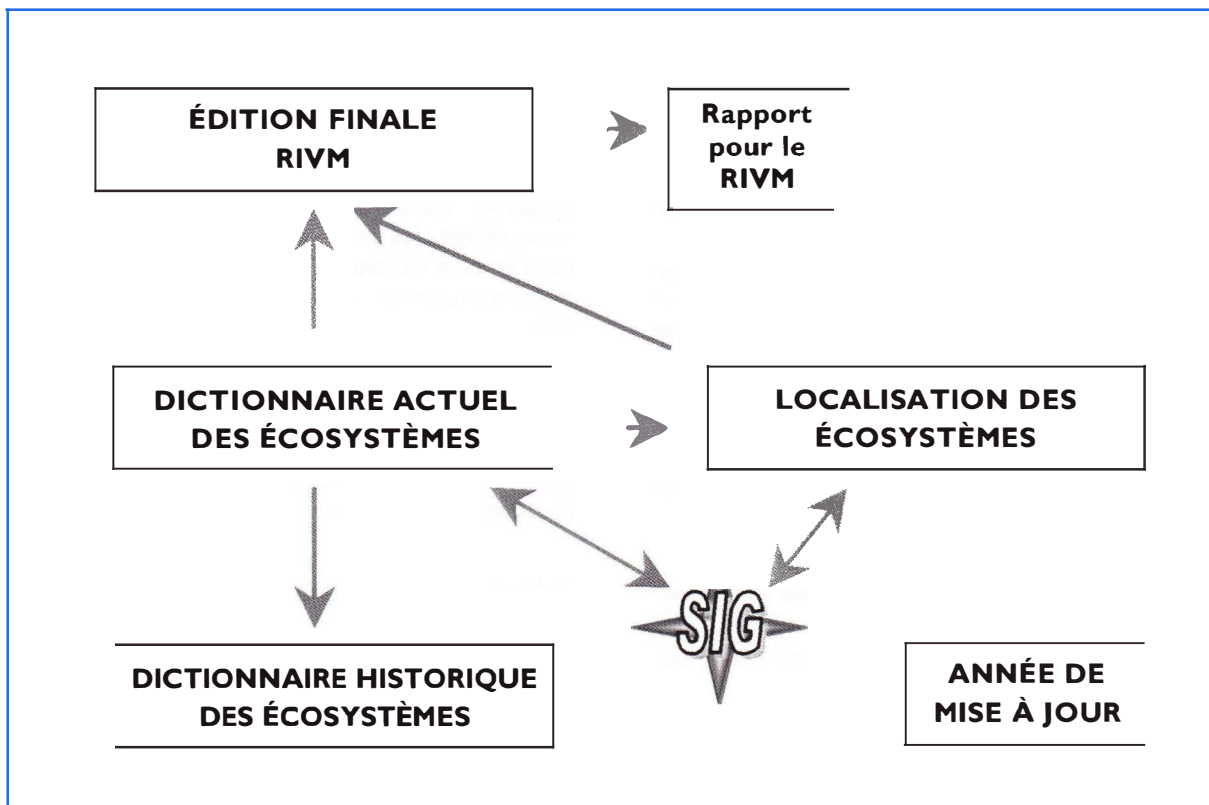 ÉDITION FINALE
RIVM
Rapport
pour le
RIVM
DICTIONNAIRE ACTUEL
DES ÉCOSYSTÈMES
LOCALISATION DES
ÉCOSYSTÈMES
SIG
DICTIONNAIRE HISTORIQUE
DES ÉCOSYSTÈMES
ANNÉE DE
MISE À JOUR